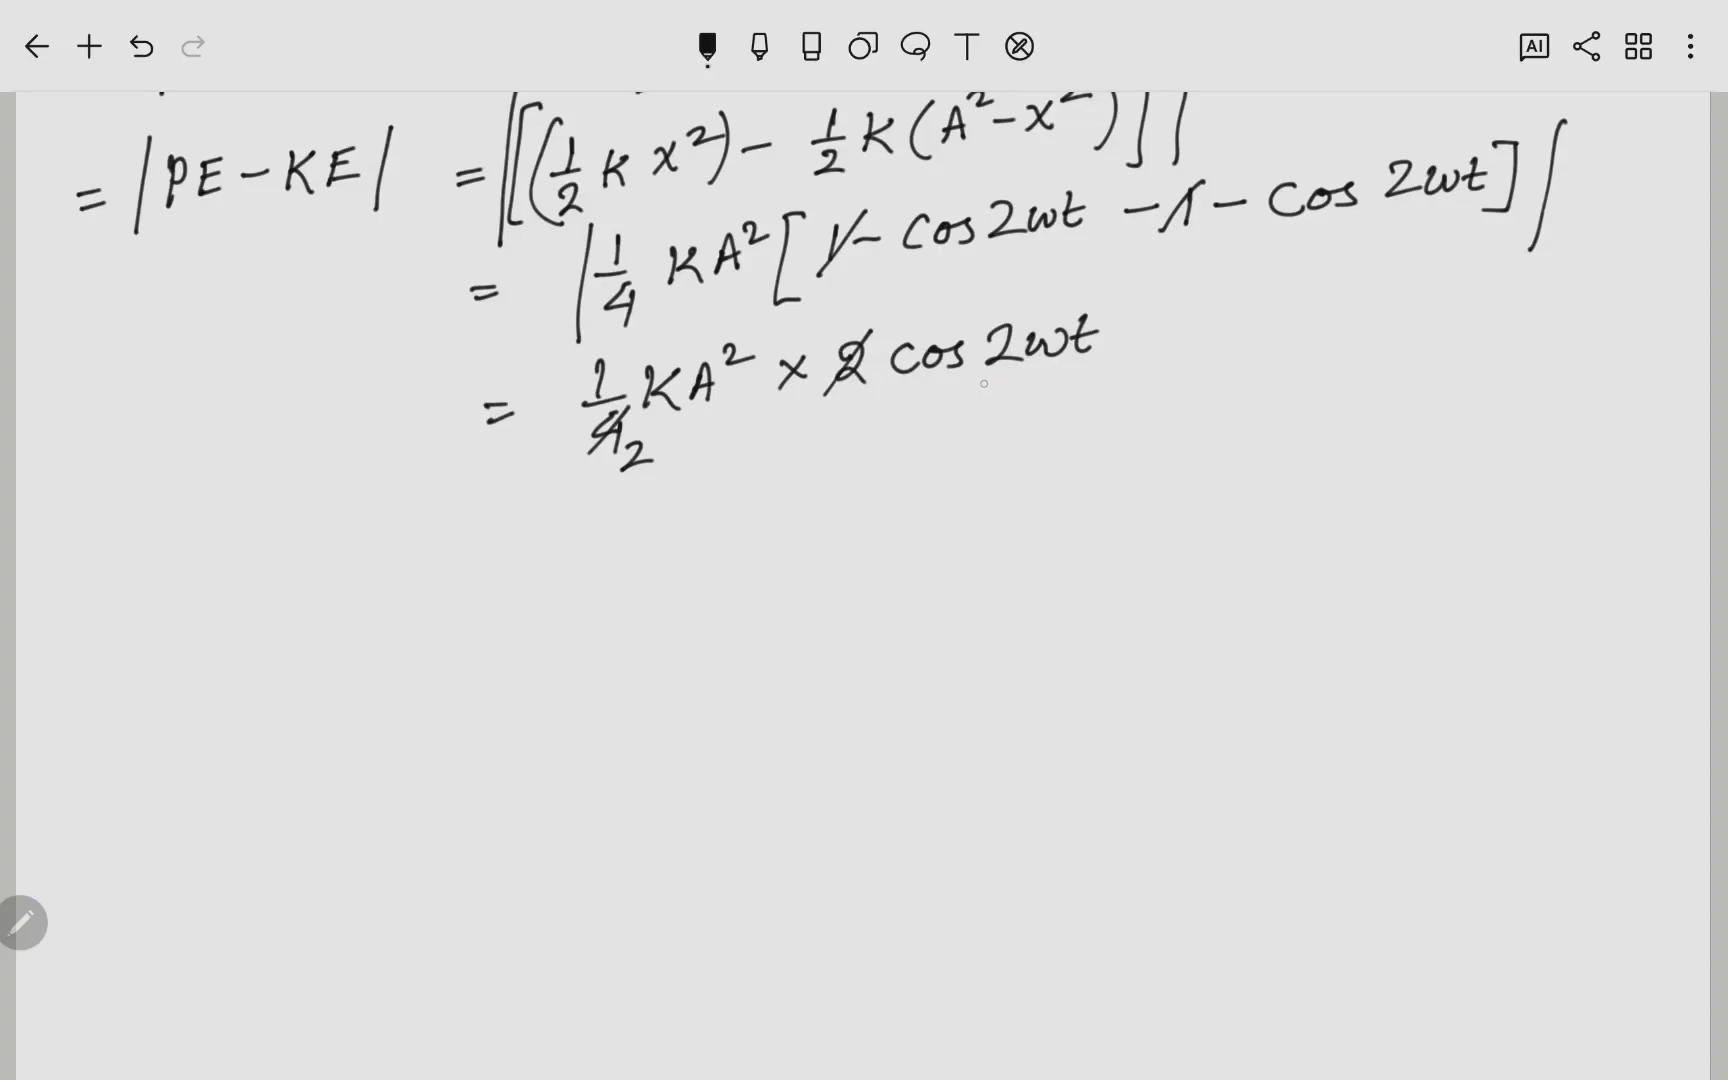 AI
= |PE - KE| = |[(1/2 K x²) - 1/2 K (A² - x²)]|
= |1/4 KA² [1 - cos 2ωt - 1 - cos 2ωt]|
= 1/4 2 KA² × 2 cos 2ωt